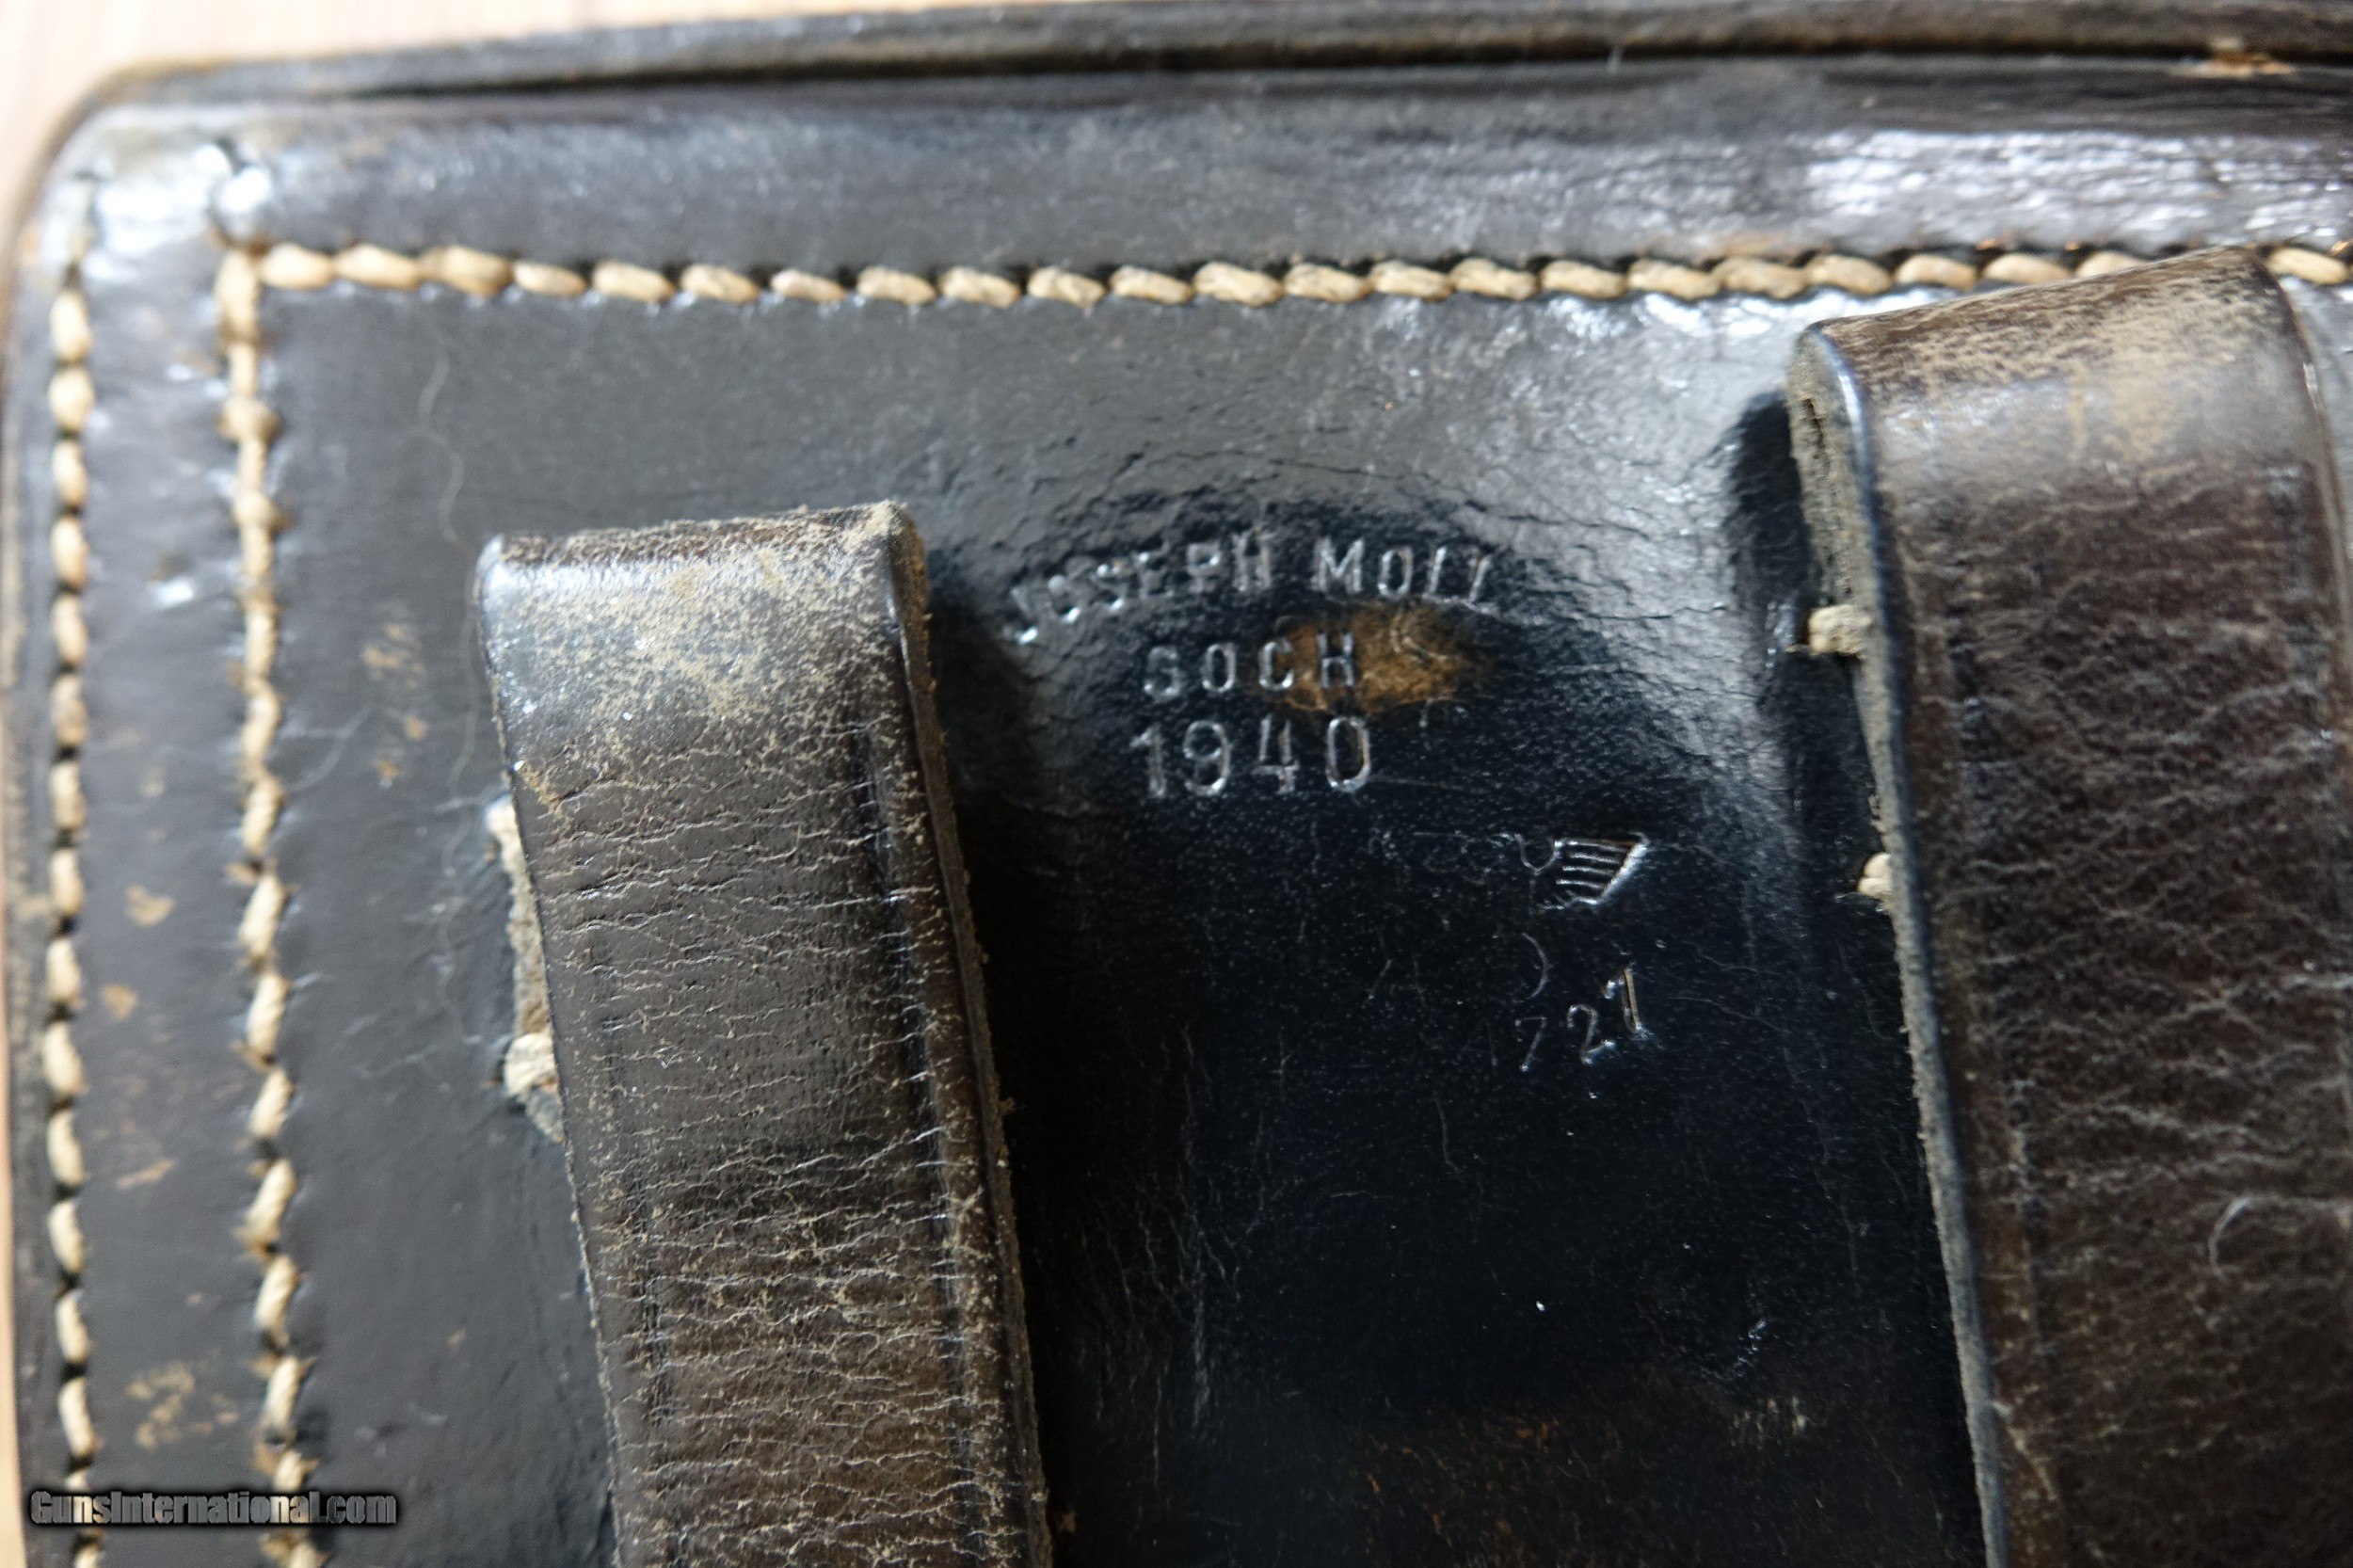 JOSEPH MOLL
GOCH
1940
727
GunsInternational.com